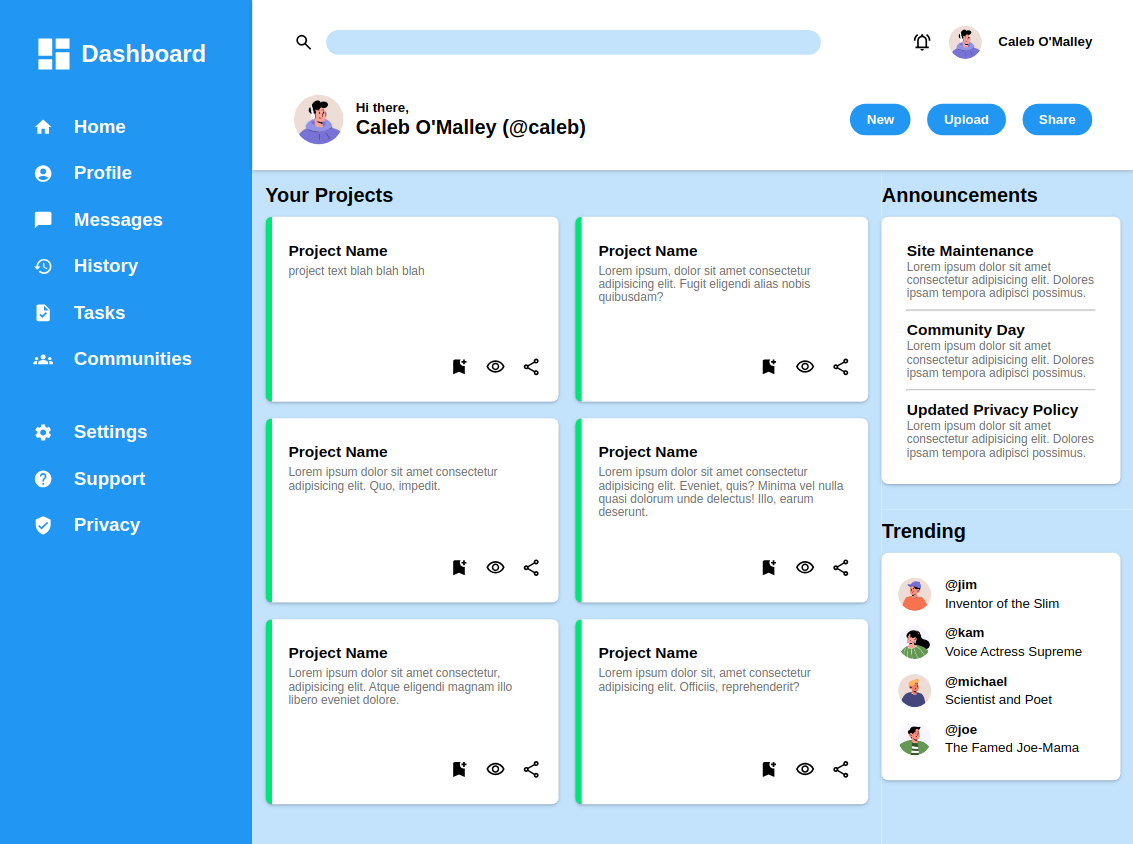 Dashboard
Home
Profile
Messages
History
Tasks
Communities
Settings
Support
Privacy
Caleb O'Malley
Hi there,
Caleb O'Malley (@caleb)
New
Upload
Share
Your Projects
Project Name
project text blah blah blah
Project Name
Lorem ipsum, dolor sit amet consectetur
adipisicing elit. Fugit eligendi alias nobis
quibusdam?
Project Name
Lorem ipsum dolor sit amet consectetur
adipisicing elit. Quo, impedit.
Project Name
Lorem ipsum dolor sit amet consectetur
adipisicing elit. Eveniet, quis? Minima vel nulla
quasi dolorum unde delectus! Illo, earum
deserunt.
Project Name
Lorem ipsum dolor sit amet consectetur,
adipisicing elit. Atque eligendi magnam illo
libero eveniet dolore.
Project Name
Lorem ipsum dolor sit, amet consectetur
adipisicing elit. Officiis, reprehenderit?
Announcements
Site Maintenance
Lorem ipsum dolor sit amet
consectetur adipisicing elit. Dolores
ipsam tempora adipisci possimus.
Community Day
Lorem ipsum dolor sit amet
consectetur adipisicing elit. Dolores
ipsam tempora adipisci possimus.
Updated Privacy Policy
Lorem ipsum dolor sit amet
consectetur adipisicing elit. Dolores
ipsam tempora adipisci possimus.
Trending
@jim
Inventor of the Slim
@kam
Voice Actress Supreme
@michael
Scientist and Poet
@joe
The Famed Joe-Mama